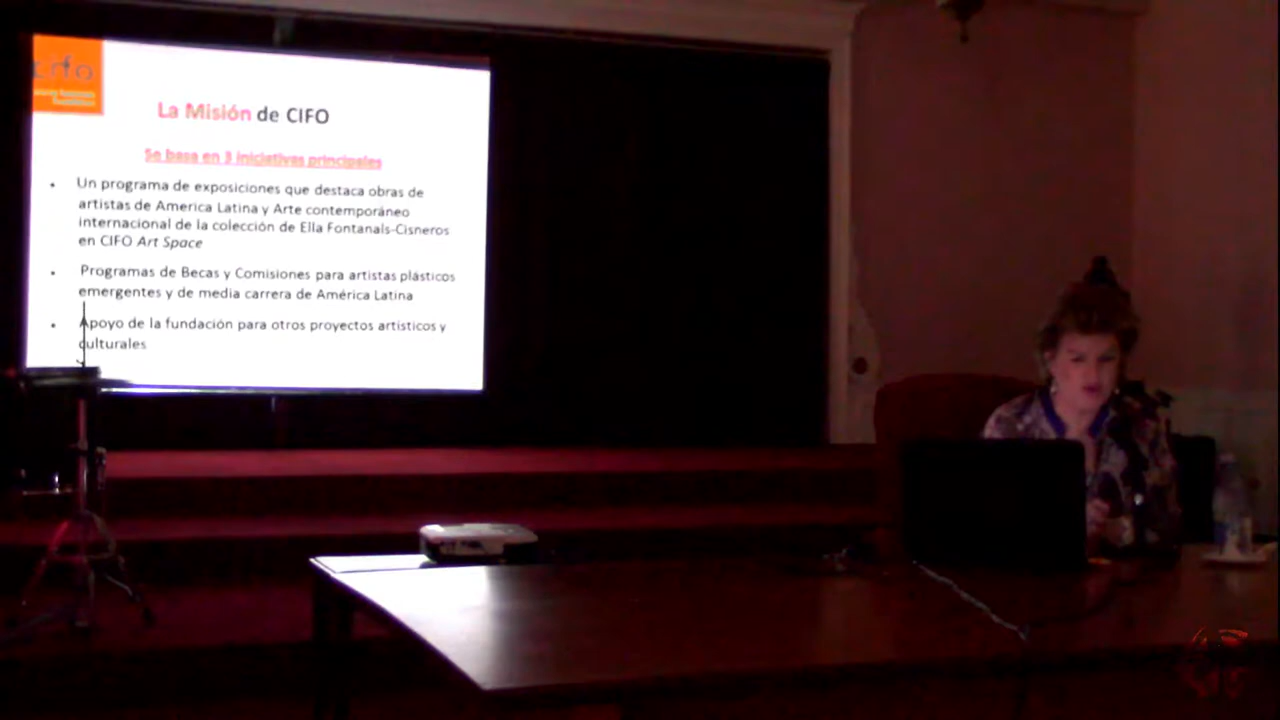 cifo
La Misión de CIFO
Se basa en 3 iniciativas principales
• Un programa de exposiciones que destaca obras de
artistas de America Latina y Arte contemporáneo
internacional de la colección de Ella Fontanals-Cisneros
en CIFO Art Space
• Programas de Becas y Comisiones para artistas plásticos
emergentes y de media carrera de América Latina
• Apoyo de la fundación para otros proyectos artísticos y
culturales